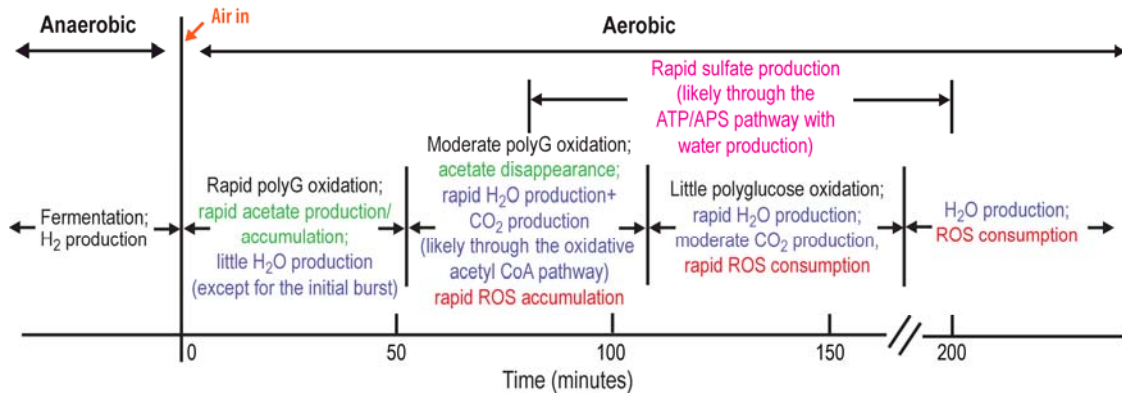 Anaerobic
Air in
Aerobic
Rapid sulfate production
(likely through the
ATP/APS pathway with
water production)
Fermentation;
H₂ production
Rapid polyG oxidation;
rapid acetate production/
accumulation;
little H₂O production
(except for the initial burst)
Moderate polyG oxidation;
acetate disappearance;
rapid H₂O production+
CO₂ production
(likely through the oxidative
acetyl CoA pathway)
rapid ROS accumulation
Little polyglucose oxidation;
rapid H₂O production;
moderate CO₂ production,
rapid ROS consumption
H₂O production;
ROS consumption
0 50 100 150 200
Time (minutes)